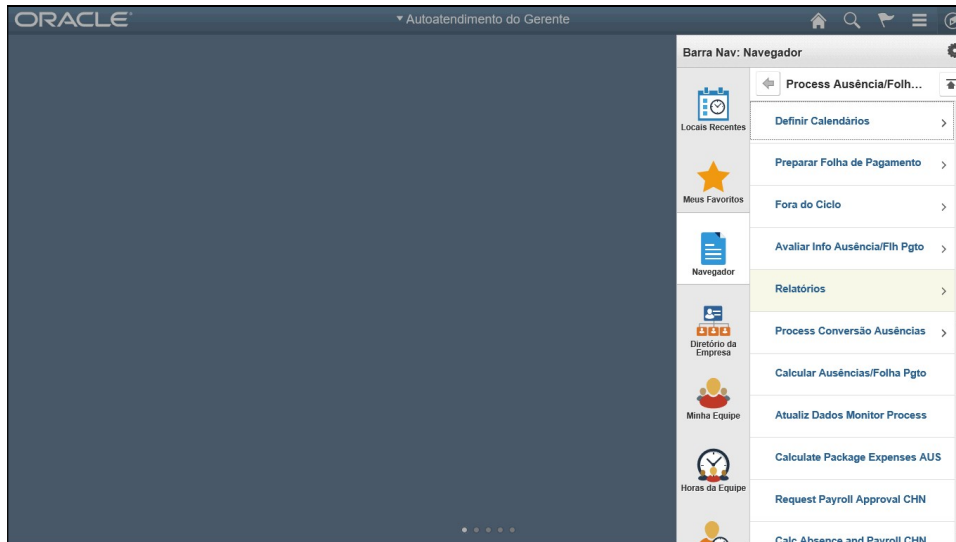 ORACLE
Autoatendimento do Gerente
Barra Nav: Navegador
Locais Recentes
Meus Favoritos
Navegador
Diretório da
Empresa
Minha Equipe
Horas da Equipe
Process Ausência/Folh...
Definir Calendários
Preparar Folha de Pagamento
Fora do Ciclo
Avaliar Info Ausência/Flh Pgto
Relatórios
Process Conversão Ausências
Calcular Ausências/Folha Pgto
Atualiz Dados Monitor Process
Calculate Package Expenses AUS
Request Payroll Approval CHN
Calc Absence and Payroll CHN